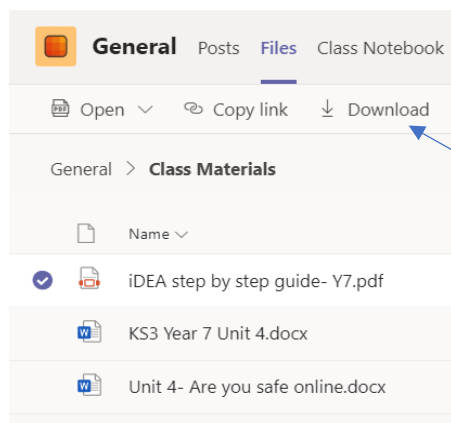 General Posts Files Class Notebook
PDF Open Copy link Download
General > Class Materials
Name
iDEA step by step guide- Y7.pdf
KS3 Year 7 Unit 4.docx
Unit 4- Are you safe online.docx